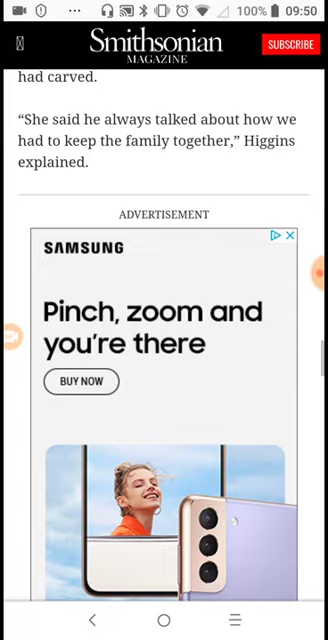 100% 09:50
Smithsonian
MAGAZINE
SUBSCRIBE
had carved.
“She said he always talked about how we
had to keep the family together,” Higgins
explained.
ADVERTISEMENT
SAMSUNG
Pinch, zoom and
you’re there
BUY NOW